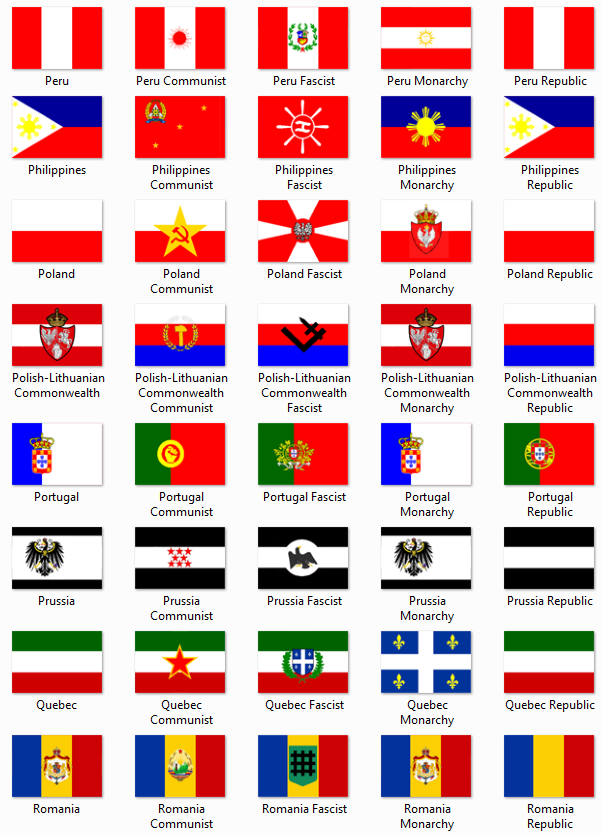 Peru
Peru Communist
Peru Fascist
Peru Monarchy
Peru Republic
Philippines
Philippines
Communist
Philippines
Fascist
Philippines
Monarchy
Philippines
Republic
Poland
Poland
Communist
Poland Fascist
Poland
Monarchy
Poland Republic
Polish-Lithuanian
Commonwealth
Polish-Lithuanian
Commonwealth
Communist
Polish-Lithuanian
Commonwealth
Fascist
Polish-Lithuanian
Commonwealth
Monarchy
Polish-Lithuanian
Commonwealth
Republic
Portugal
Portugal
Communist
Portugal Fascist
Portugal
Monarchy
Portugal
Republic
Prussia
Prussia
Communist
Prussia Fascist
Prussia
Monarchy
Prussia Republic
Quebec
Quebec
Communist
Quebec Fascist
Quebec
Monarchy
Quebec Republic
Romania
Romania
Communist
Romania Fascist
Romania
Monarchy
Romania
Republic